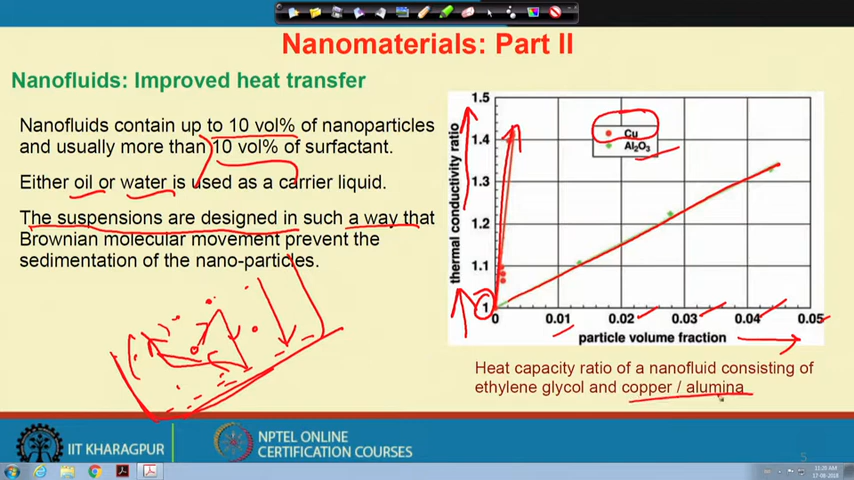 Nanomaterials: Part II
Nanofluids: Improved heat transfer
Nanofluids contain up to 10 vol% of nanoparticles
and usually more than 10 vol% of surfactant.
Either oil or water is used as a carrier liquid.
The suspensions are designed in such a way that
Brownian molecular movement prevent the
sedimentation of the nano-particles.
thermal conductivity ratio
1.5
1.4
1.3
1.2
1.1
1
Cu
Al2O3
0 0.01 0.02 0.03 0.04 0.05
particle volume fraction
Heat capacity ratio of a nanofluid consisting of
ethylene glycol and copper / alumina
IIT KHARAGPUR
NPTEL ONLINE
CERTIFICATION COURSES
5